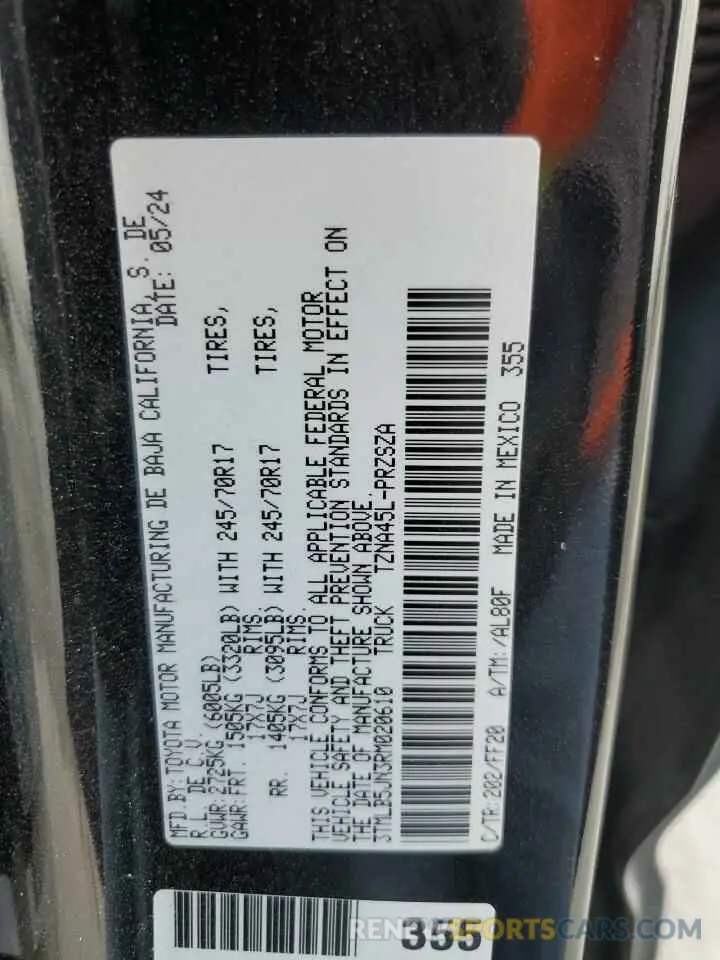 MFD.BY:TOYOTA MOTOR MANUFACTURING DE BAJA CALIFORNIA, S. DE
R.L. DE C.V. DATE: 05/24
GVWR:2725KG (6005LB)
GAWR:FRT. 1505KG (3320LB) WITH 245/70R17 TIRES,
17X7J RIMS.
RR. 1405KG (3095LB) WITH 245/70R17 TIRES,
17X7J RIMS.
THIS VEHICLE CONFORMS TO ALL APPLICABLE FEDERAL MOTOR
VEHICLE SAFETY AND THEFT PREVENTION STANDARDS IN EFFECT ON
THE DATE OF MANUFACTURE SHOWN ABOVE.
3TMLB5JN3RM020610 TRUCK TZNA45L-PRZSZA
C/TR:202/FF20 A/TM:/AL80F MADE IN MEXICO 355
355
RENEWSPORTSCARS.COM